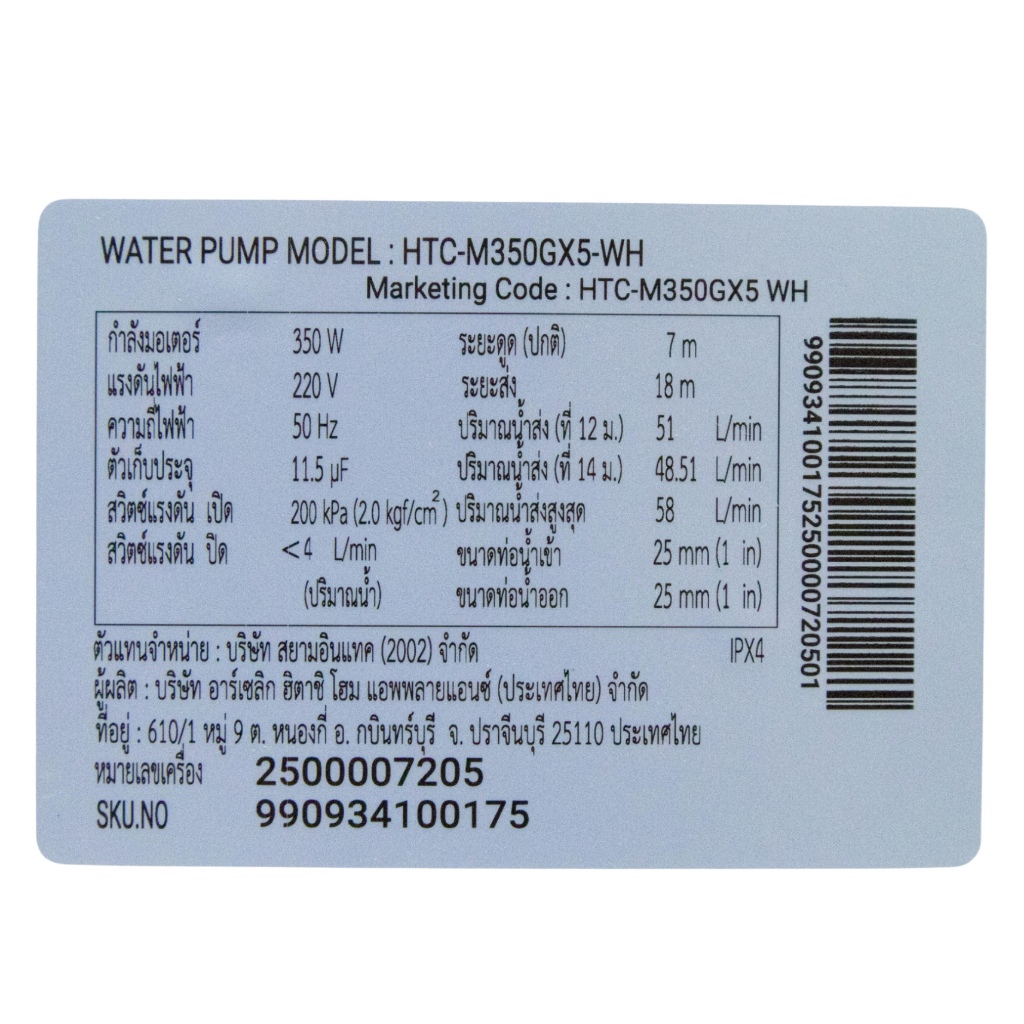 WATER PUMP MODEL : HTC-M350GX5-WH
Marketing Code : HTC-M350GX5 WH
กำลังมอเตอร์ 350 W ระยะดูด (ปกติ) 7 m
แรงดันไฟฟ้า 220 V ระยะส่ง 18 m
ความถี่ไฟฟ้า 50 Hz ปริมาณน้ำส่ง (ที่ 12 ม.) 51 L/min
ตัวเก็บประจุ 11.5 µF ปริมาณน้ำส่ง (ที่ 14 ม.) 48.51 L/min
สวิตซ์แรงดัน เปิด 200 kPa (2.0 kgf/cm²) ปริมาณน้ำส่งสูงสุด 58 L/min
สวิตซ์แรงดัน ปิด <4 L/min ขนาดท่อน้ำเข้า 25 mm (1 in)
(ปริมาณน้ำ) ขนาดท่อน้ำออก 25 mm (1 in)
ตัวแทนจำหน่าย : บริษัท สยามอินแทค (2002) จำกัด IPX4
ผู้ผลิต : บริษัท อาร์เซลิก ฮิตาชิ โฮม แอพพลายแอนซ์ (ประเทศไทย) จำกัด
ที่อยู่ : 610/1 หมู่ 9 ต. หนองกี่ อ. กบินทร์บุรี จ. ปราจีนบุรี 25110 ประเทศไทย
หมายเลขเครื่อง 2500007205
SKU.NO 990934100175
990934100175250000720501